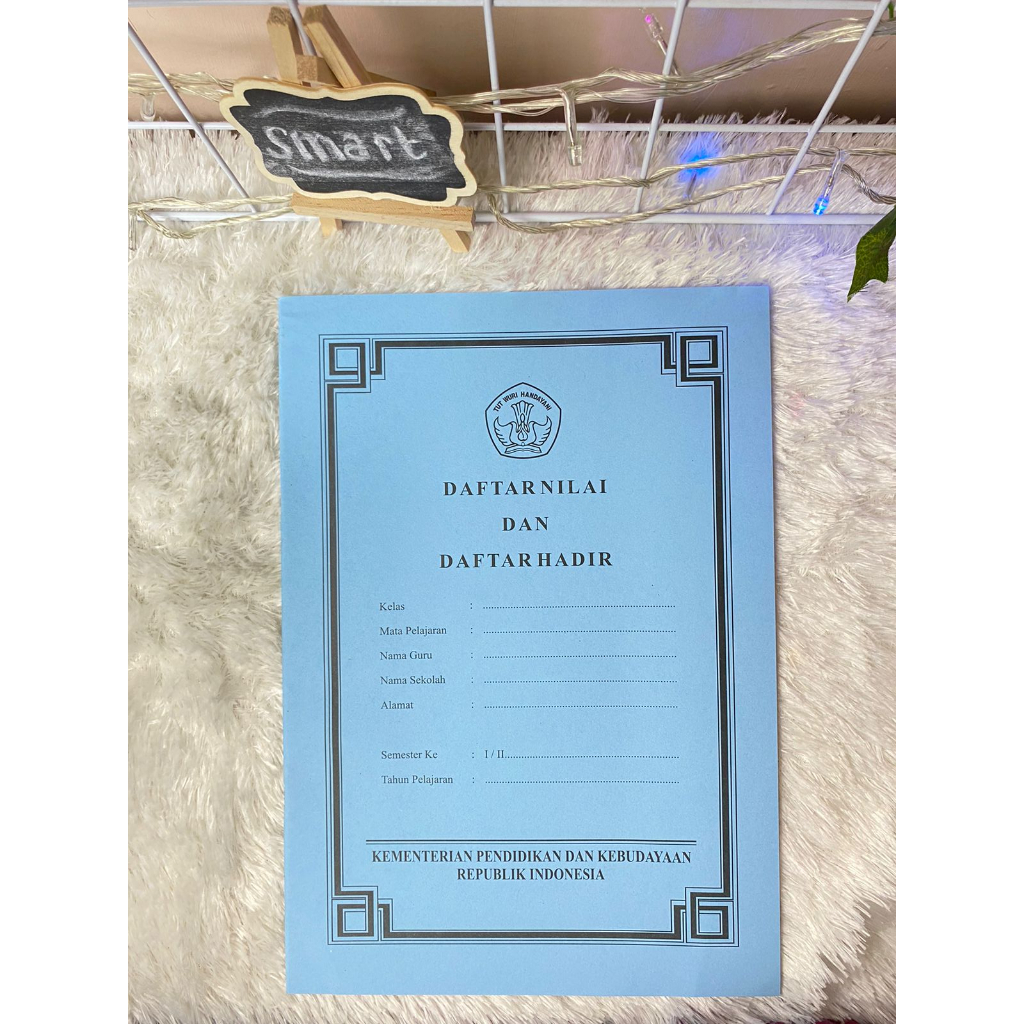 smart
TUT WURI HANDAYANI
DAFTAR NILAI
DAN
DAFTAR HADIR
Kelas : ................................................................
Mata Pelajaran : ................................................................
Nama Guru : ................................................................
Nama Sekolah : ................................................................
Alamat : ................................................................
Semester Ke : I / II..........................................................
Tahun Pelajaran : ................................................................
KEMENTERIAN PENDIDIKAN DAN KEBUDAYAAN
REPUBLIK INDONESIA